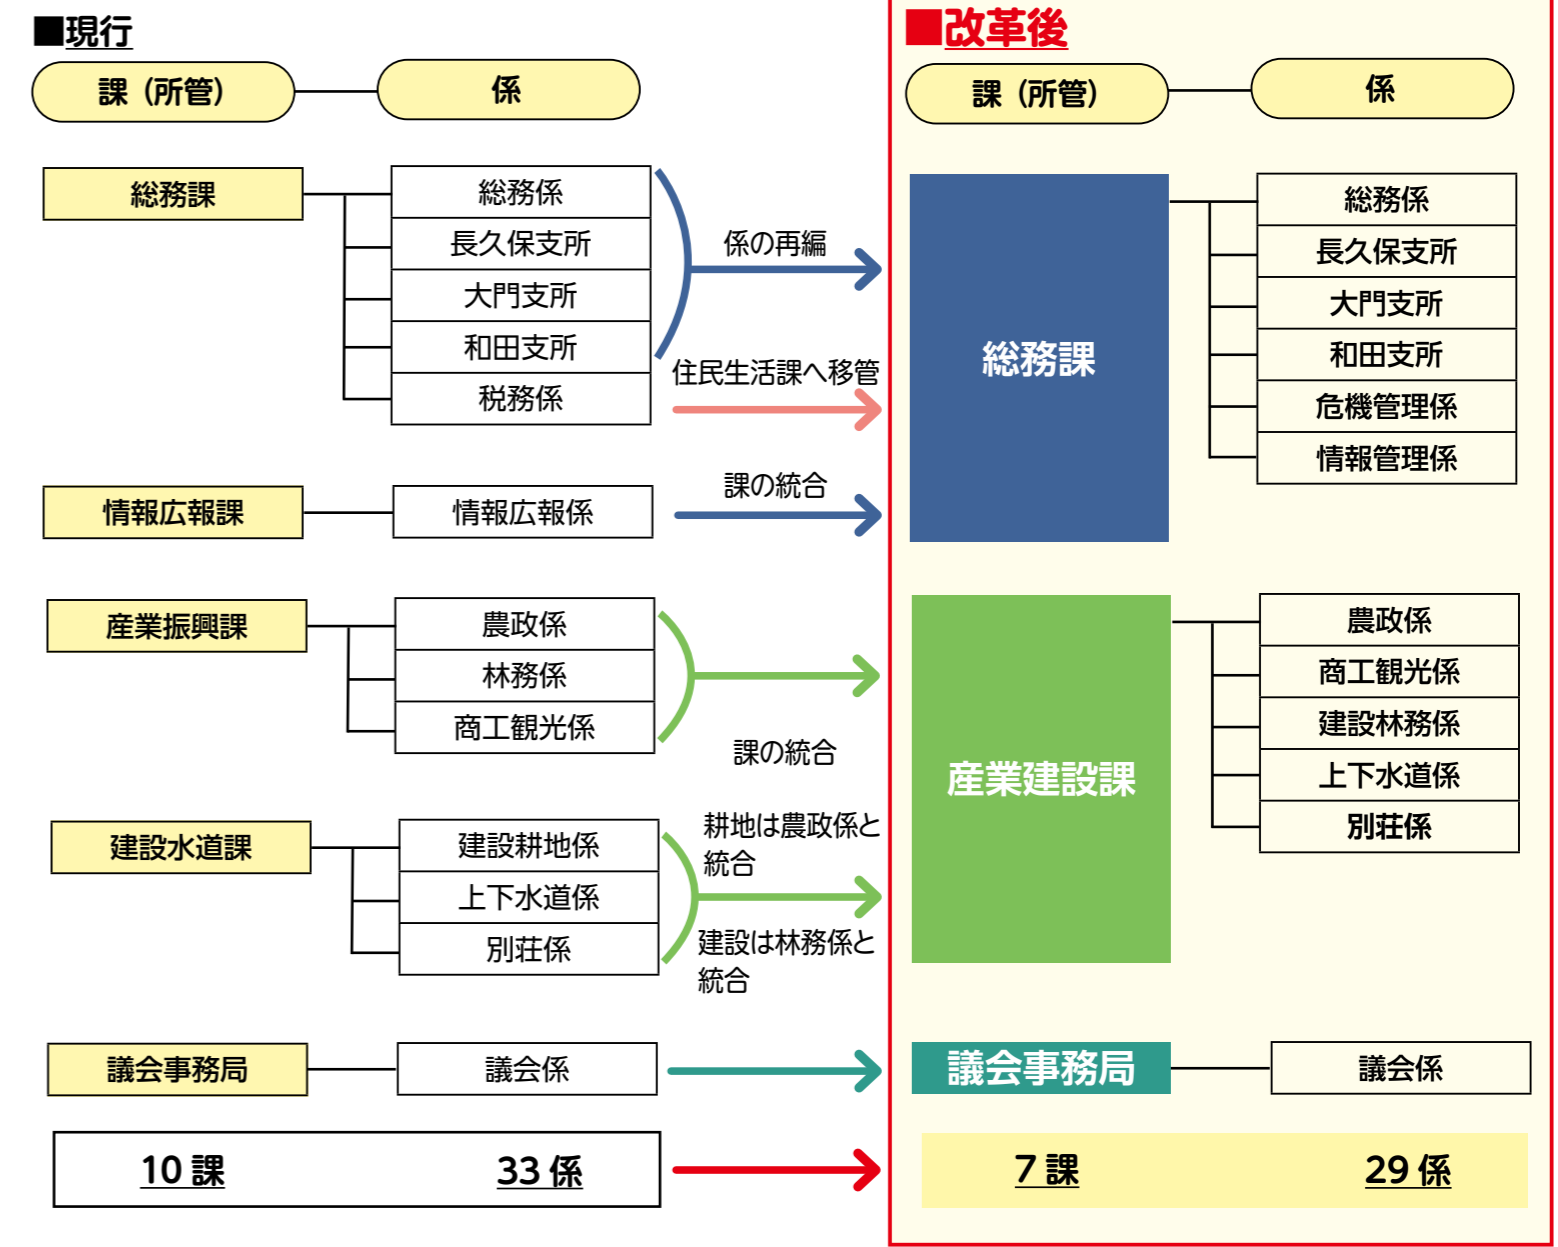 ■現行
課（所管）
係
総務課
総務係
長久保支所
大門支所
和田支所
税務係
係の再編
住民生活課へ移管
情報広報課
情報広報係
課の統合
産業振興課
農政係
林務係
商工観光係
課の統合
建設水道課
建設耕地係
上下水道係
別荘係
耕地は農政係と
統合
建設は林務係と
統合
議会事務局
議会係
10 課
33 係
■改革後
課（所管）
係
総務課
総務係
長久保支所
大門支所
和田支所
危機管理係
情報管理係
産業建設課
農政係
商工観光係
建設林務係
上下水道係
別荘係
議会事務局
議会係
7 課
29 係